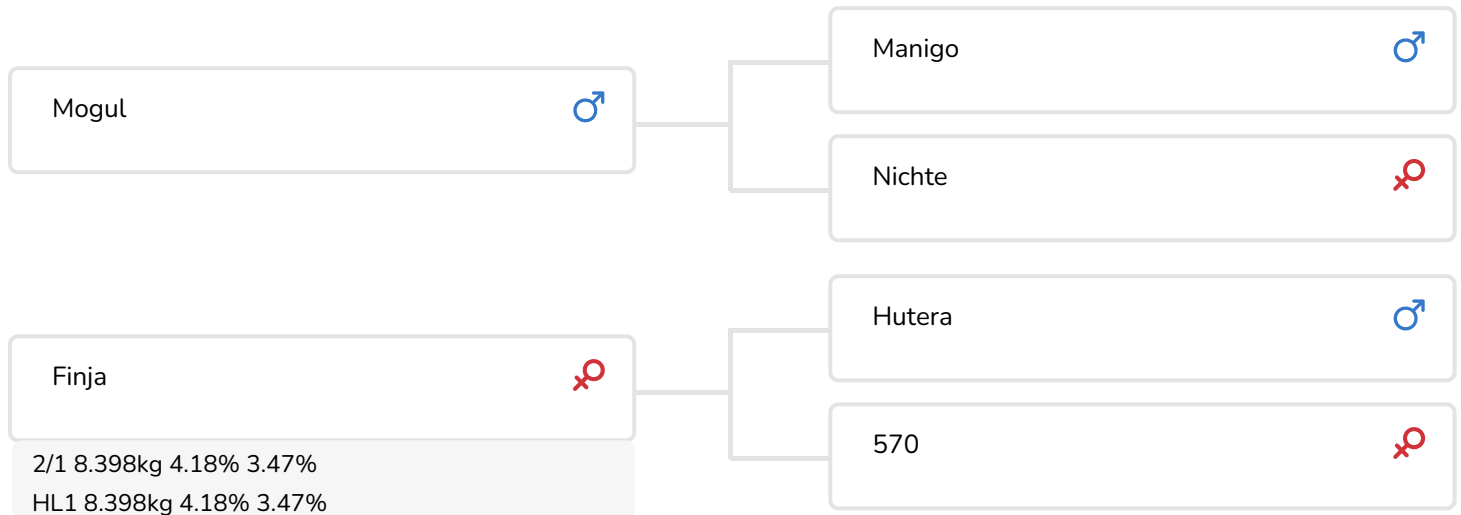 Manigo
Mogul
Nichte
Hutera
Finja
570
2/1 8.398kg 4.18% 3.47%
HL1 8.398kg 4.18% 3.47%